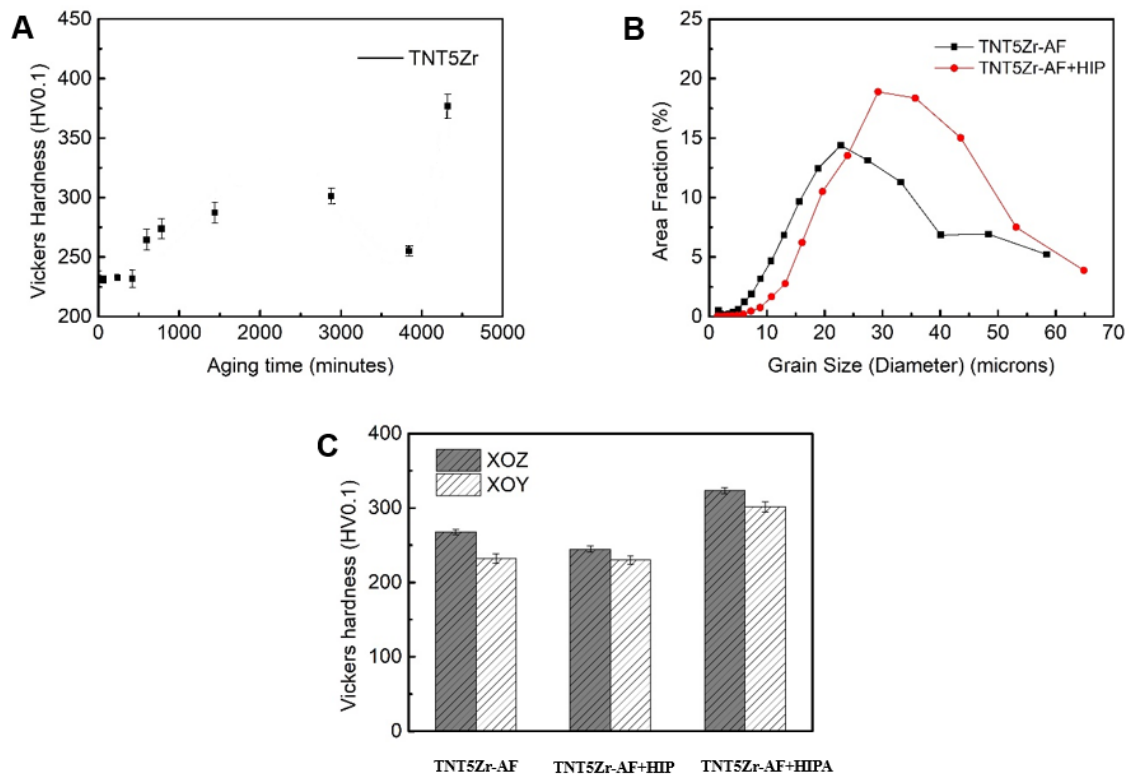 A
450
400
350
300
250
200
Vickers Hardness (HV0.1)
TNT5Zr
0 1000 2000 3000 4000 5000
Aging time (minutes)
B
25
20
15
10
5
0
Area Fraction (%)
TNT5Zr-AF
TNT5Zr-AF+HIP
0 10 20 30 40 50 60 70
Grain Size (Diameter) (microns)
C
400
300
200
100
0
Vickers hardness (HV0.1)
XOZ
XOY
TNT5Zr-AF TNT5Zr-AF+HIP TNT5Zr-AF+HIPA